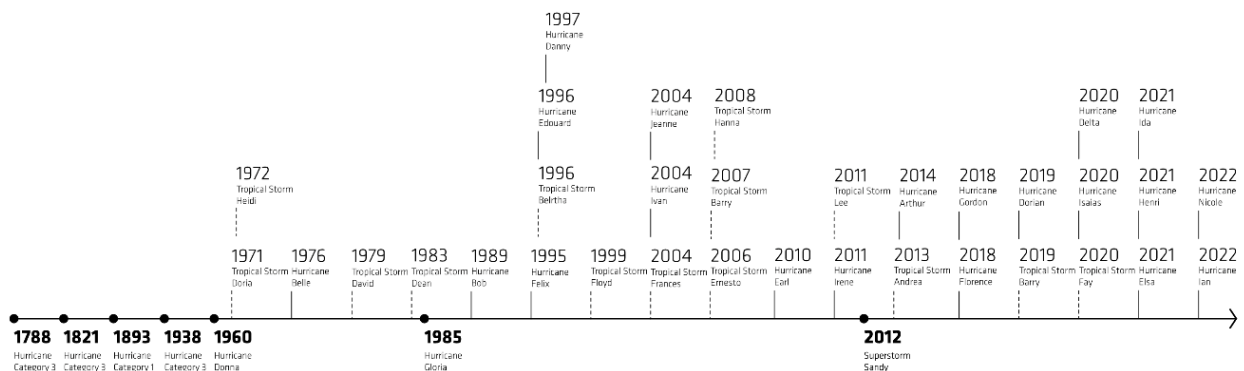 1997
Hurricane
Danny
1996
Hurricane
Edouard
2004
Hurricane
Jeanne
2008
Tropical Storm
Hanna
2020
Hurricane
Delta
2021
Hurricane
Ida
1972
Tropical Storm
Heidi
1996
Tropical Storm
Belrtha
2004
Hurricane
Ivan
2007
Tropical Storm
Barry
2011
Tropical Storm
Lee
2014
Hurricane
Arthur
2018
Hurricane
Gordon
2019
Hurricane
Dorian
2020
Hurricane
Isaias
2021
Hurricane
Henri
2022
Hurricane
Nicole
1971
Tropical Storm
Doria
1976
Hurricane
Belle
1979
Tropical Storm
David
1983
Tropical Storm
Dean
1989
Hurricane
Bob
1995
Hurricane
Felix
1999
Tropical Storm
Floyd
2004
Tropical Storm
Frances
2006
Tropical Storm
Ernesto
2010
Hurricane
Earl
2011
Hurricane
Irene
2013
Tropical Storm
Andrea
2018
Hurricane
Florence
2019
Tropical Storm
Barry
2020
Tropical Storm
Fay
2021
Hurricane
Elsa
2022
Hurricane
Ian
1788
Hurricane
Category 3
1821
Hurricane
Category 3
1893
Hurricane
Category 1
1938
Hurricane
Category 3
1960
Hurricane
Donna
1985
Hurricane
Gloria
2012
Superstorm
Sandy